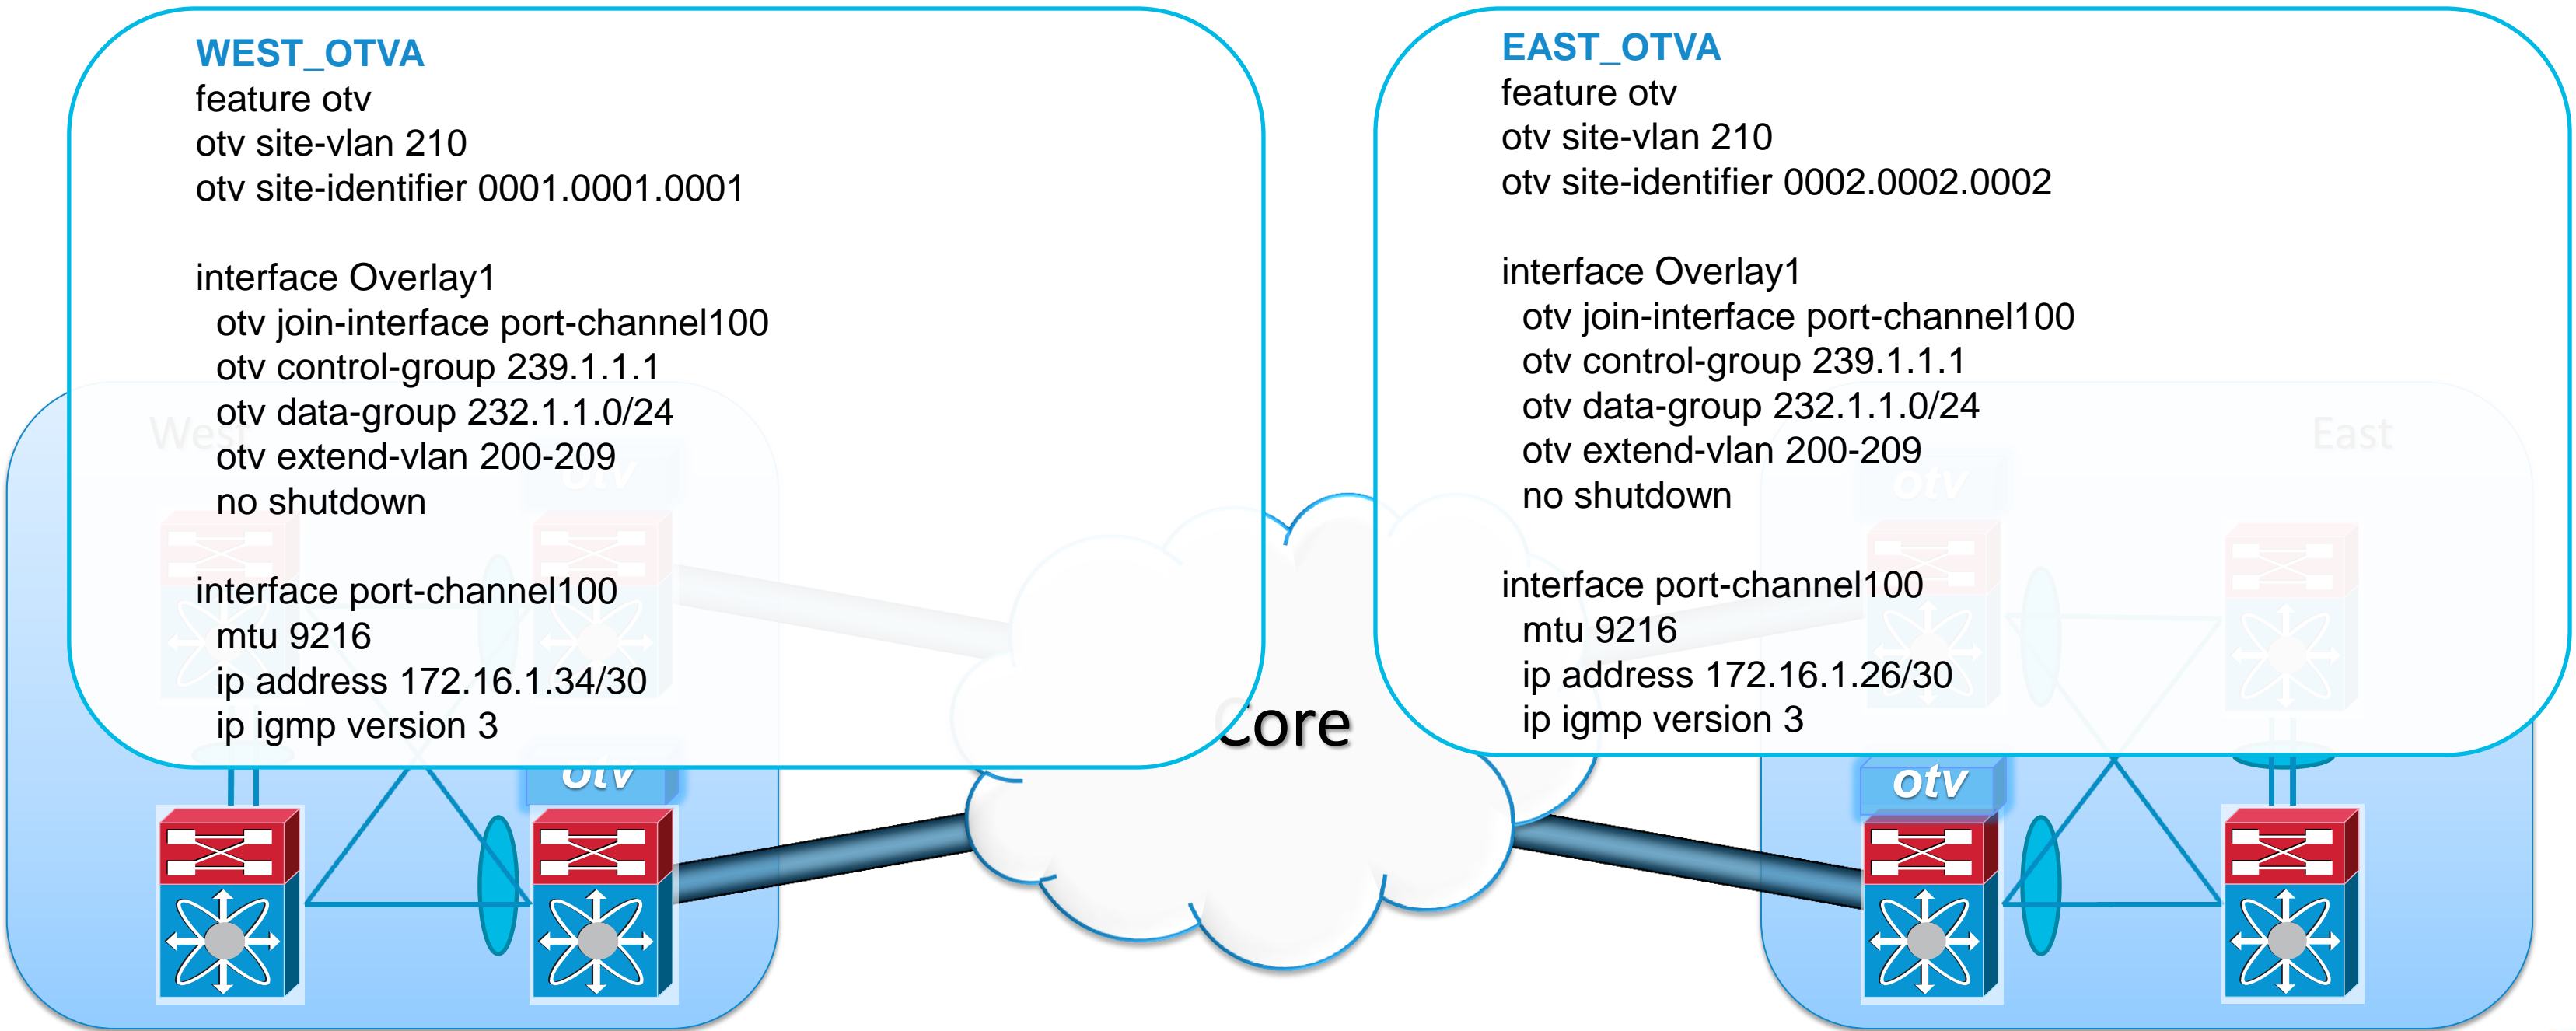 WEST_OTVA
feature otv
otv site-vlan 210
otv site-identifier 0001.0001.0001
interface Overlay1
otv join-interface port-channel100
otv control-group 239.1.1.1
otv data-group 232.1.1.0/24
otv extend-vlan 200-209
no shutdown
interface port-channel100
mtu 9216
ip address 172.16.1.34/30
ip igmp version 3
EAST_OTVA
feature otv
otv site-vlan 210
otv site-identifier 0002.0002.0002
interface Overlay1
otv join-interface port-channel100
otv control-group 239.1.1.1
otv data-group 232.1.1.0/24
otv extend-vlan 200-209
no shutdown
interface port-channel100
mtu 9216
ip address 172.16.1.26/30
ip igmp version 3
West
otv
otv
Core
East
otv
otv